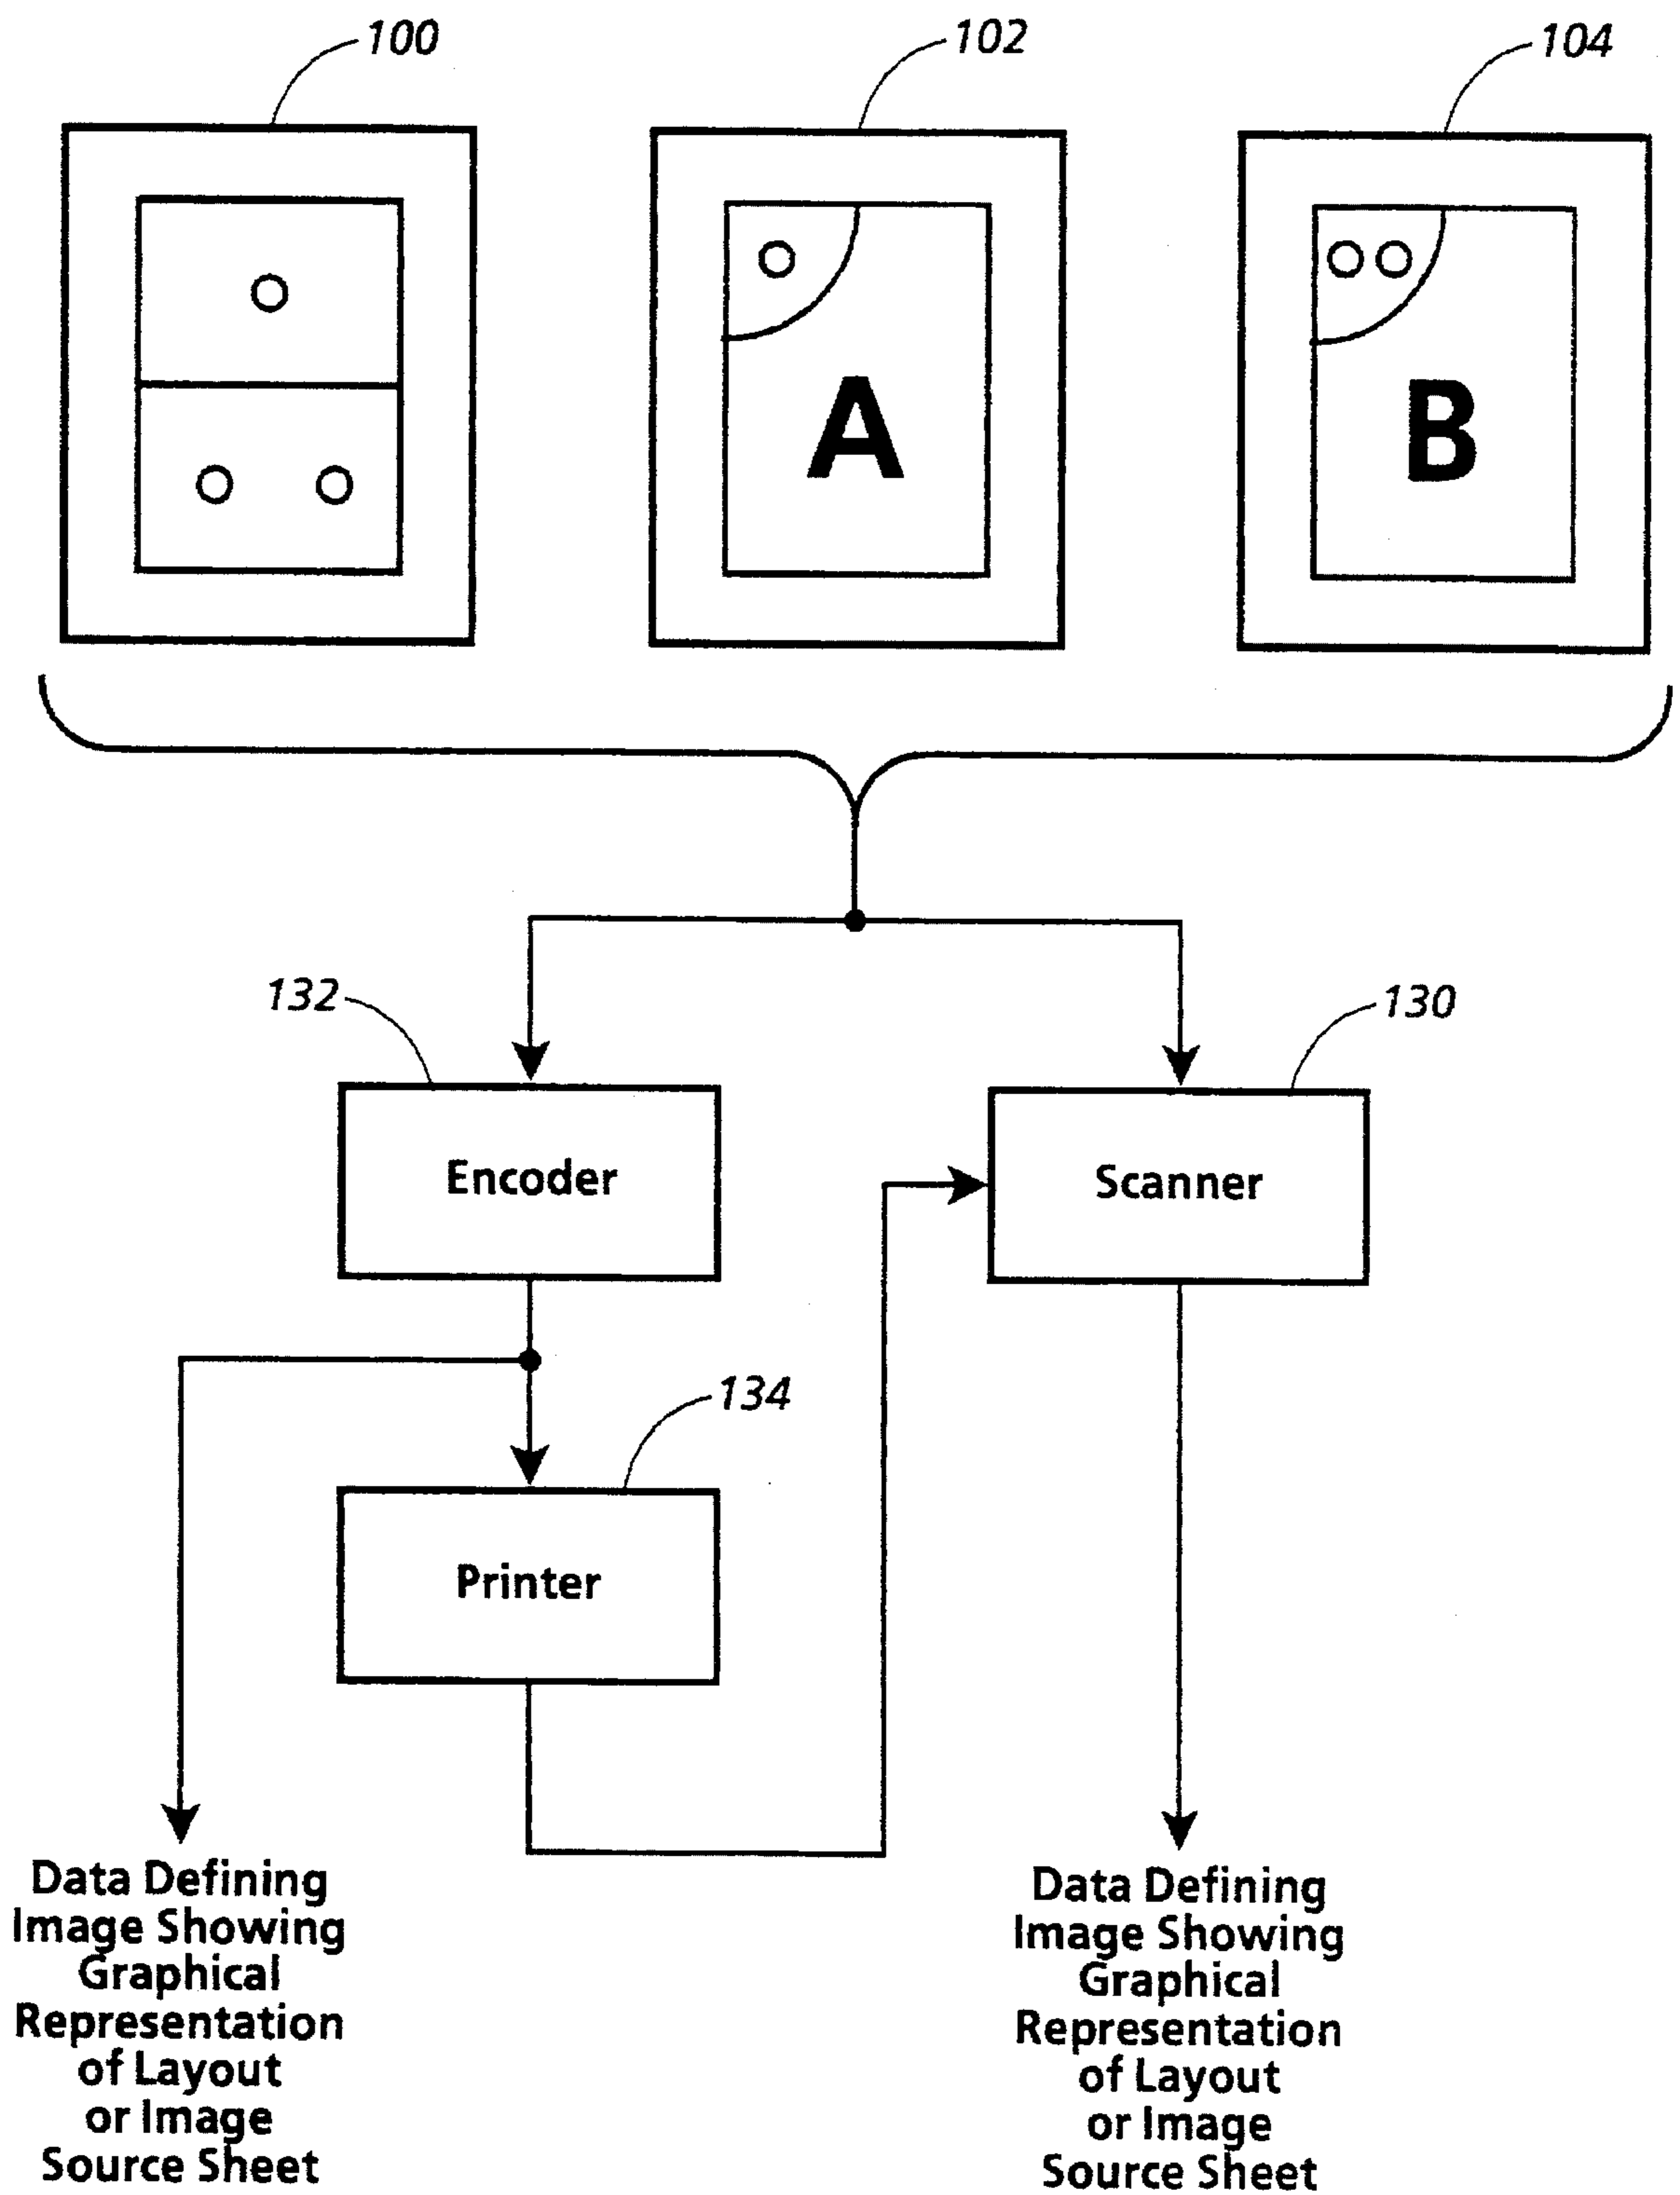 100
102
104
A
B
132
130
Encoder
Scanner
134
Printer
Data Defining
Image Showing
Graphical
Representation
of Layout
or Image
Source Sheet
Data Defining
Image Showing
Graphical
Representation
of Layout
or Image
Source Sheet